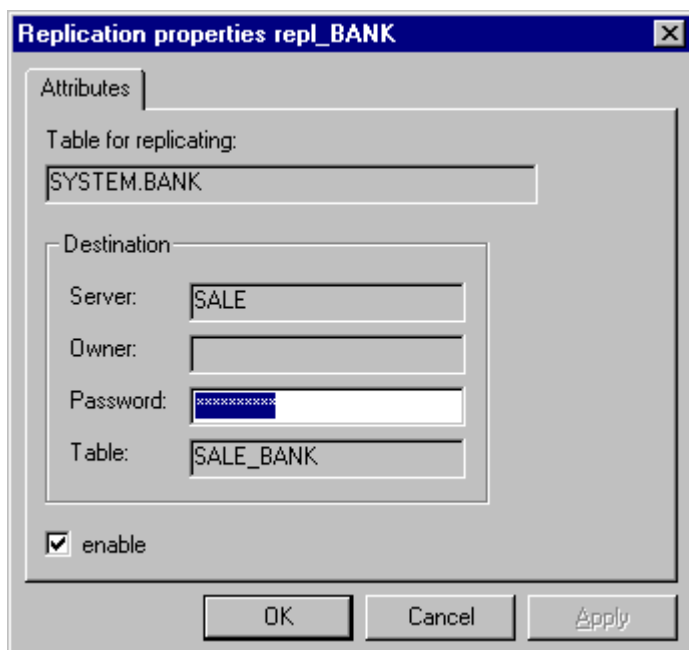 Replication properties repl_BANK
Attributes
Table for replicating:
SYSTEM.BANK
Destination
Server: SALE
Owner:
Password: **********
Table: SALE_BANK
enable
OK Cancel Apply